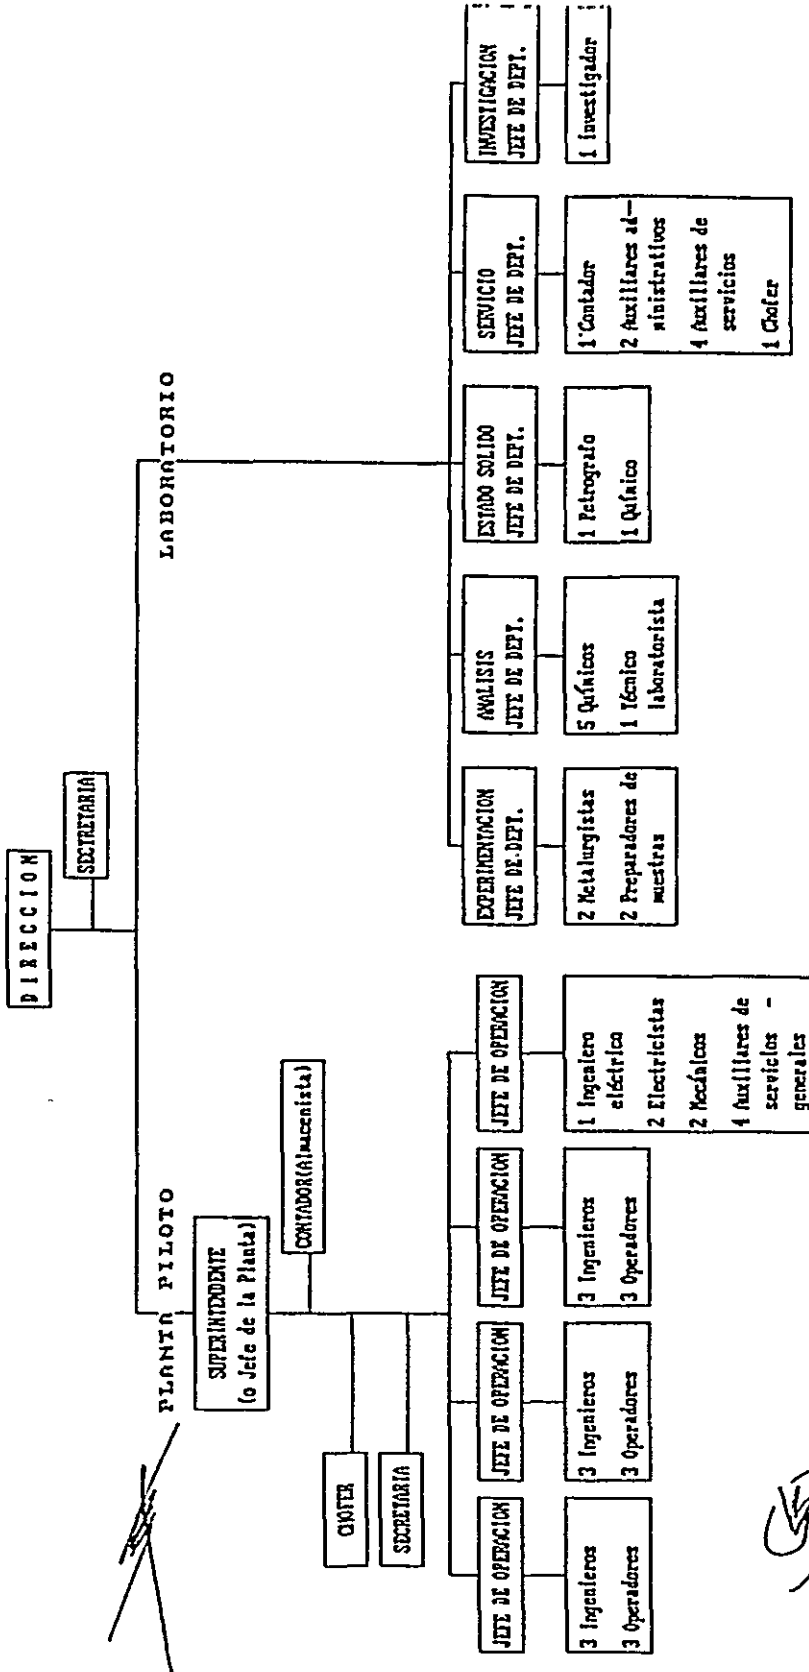 DIRECCION
SECTRETARIA
PLANTA PILOTO
LABORATORIO
SUPERINTENDENTE
(o Jefe de la Planta)
CONTADOR(Almacenista)
CHOFER
SECRETARIA
JEFE DE OPERACION
3 Ingenieros
3 Operadores
JEFE DE OPERACION
3 Ingenieros
3 Operadores
JEFE DE OPERACION
3 Ingenieros
3 Operadores
JEFE DE OPERACION
1 Ingeniero
eléctrico
2 Electricistas
2 Mecánicos
4 Auxiliares de
servicios -
generales
EXPERIMENTACION
JEFE DE DEPT.
2 Metalurgistas
2 Preparadores de
muestras
ANALISIS
JEFE DE DEPT.
5 Químicos
1 Técnico
laboratorista
ESTADO SOLIDO
JEFE DE DEPT.
1 Petrografo
1 Químico
SERVICIO
JEFE DE DEPT.
1 Contador
2 Auxiliares ad-
ministrativos
4 Auxiliares de
servicios
1 Chofer
INVESTIGACION
JEFE DE DEPT.
1 Investigador